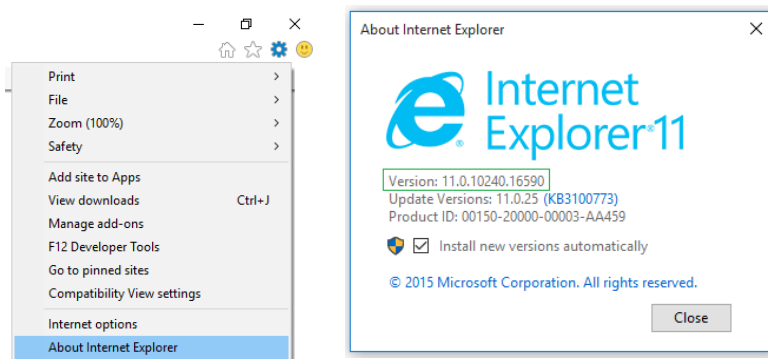 Print
File
Zoom (100%)
Safety
Add site to Apps
View downloads Ctrl+J
Manage add-ons
F12 Developer Tools
Go to pinned sites
Compatibility View settings
Internet options
About Internet Explorer
About Internet Explorer
Internet
Explorer 11
Version: 11.0.10240.16590
Update Versions: 11.0.25 (KB3100773)
Product ID: 00150-20000-00003-AA459
Install new versions automatically
© 2015 Microsoft Corporation. All rights reserved.
Close